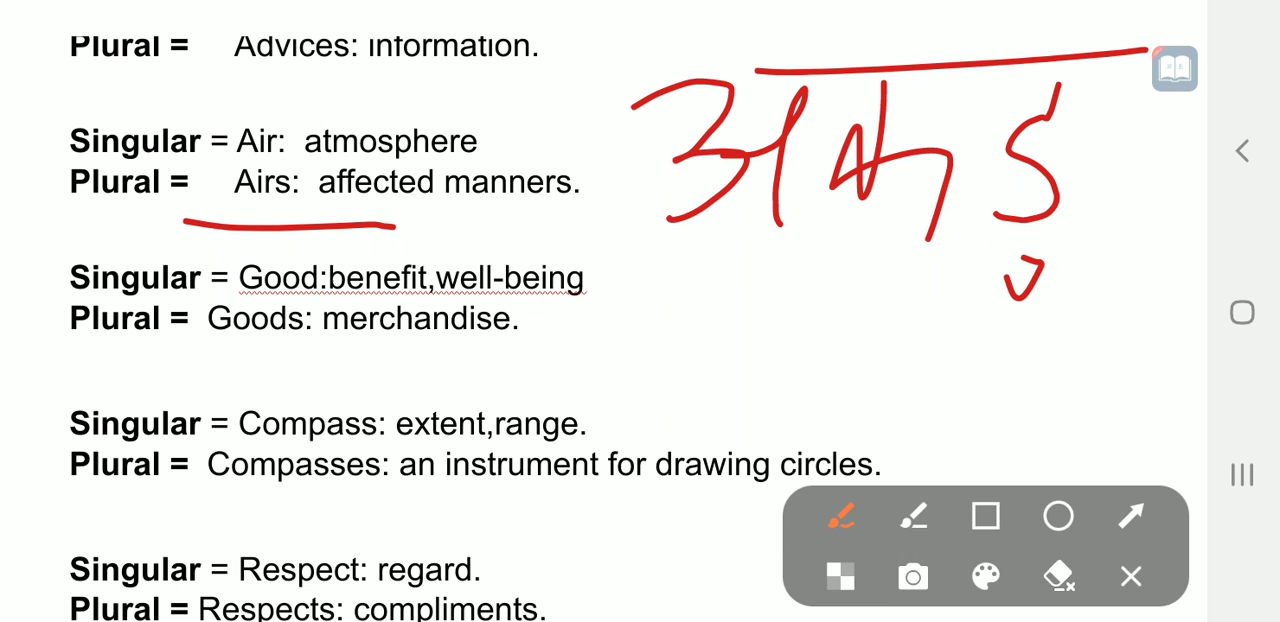 Plural = Advices: information.
Singular = Air: atmosphere
Plural = Airs: affected manners.
अकड़
Singular = Good:benefit,well-being
Plural = Goods: merchandise.
Singular = Compass: extent,range.
Plural = Compasses: an instrument for drawing circles.
Singular = Respect: regard.
Plural = Respects: compliments.